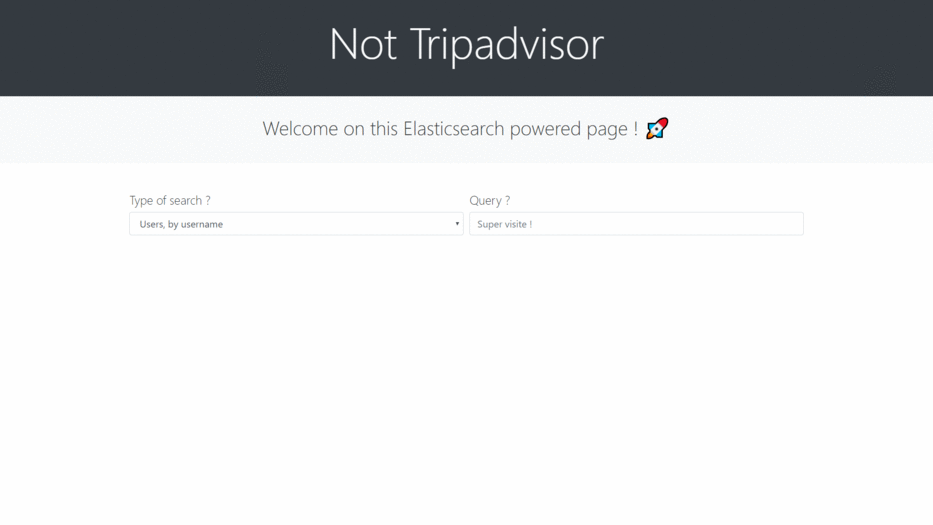 Not Tripadvisor
Welcome on this Elasticsearch powered page ! 🚀
Type of search ?
Query ?
Users, by username
Super visite !